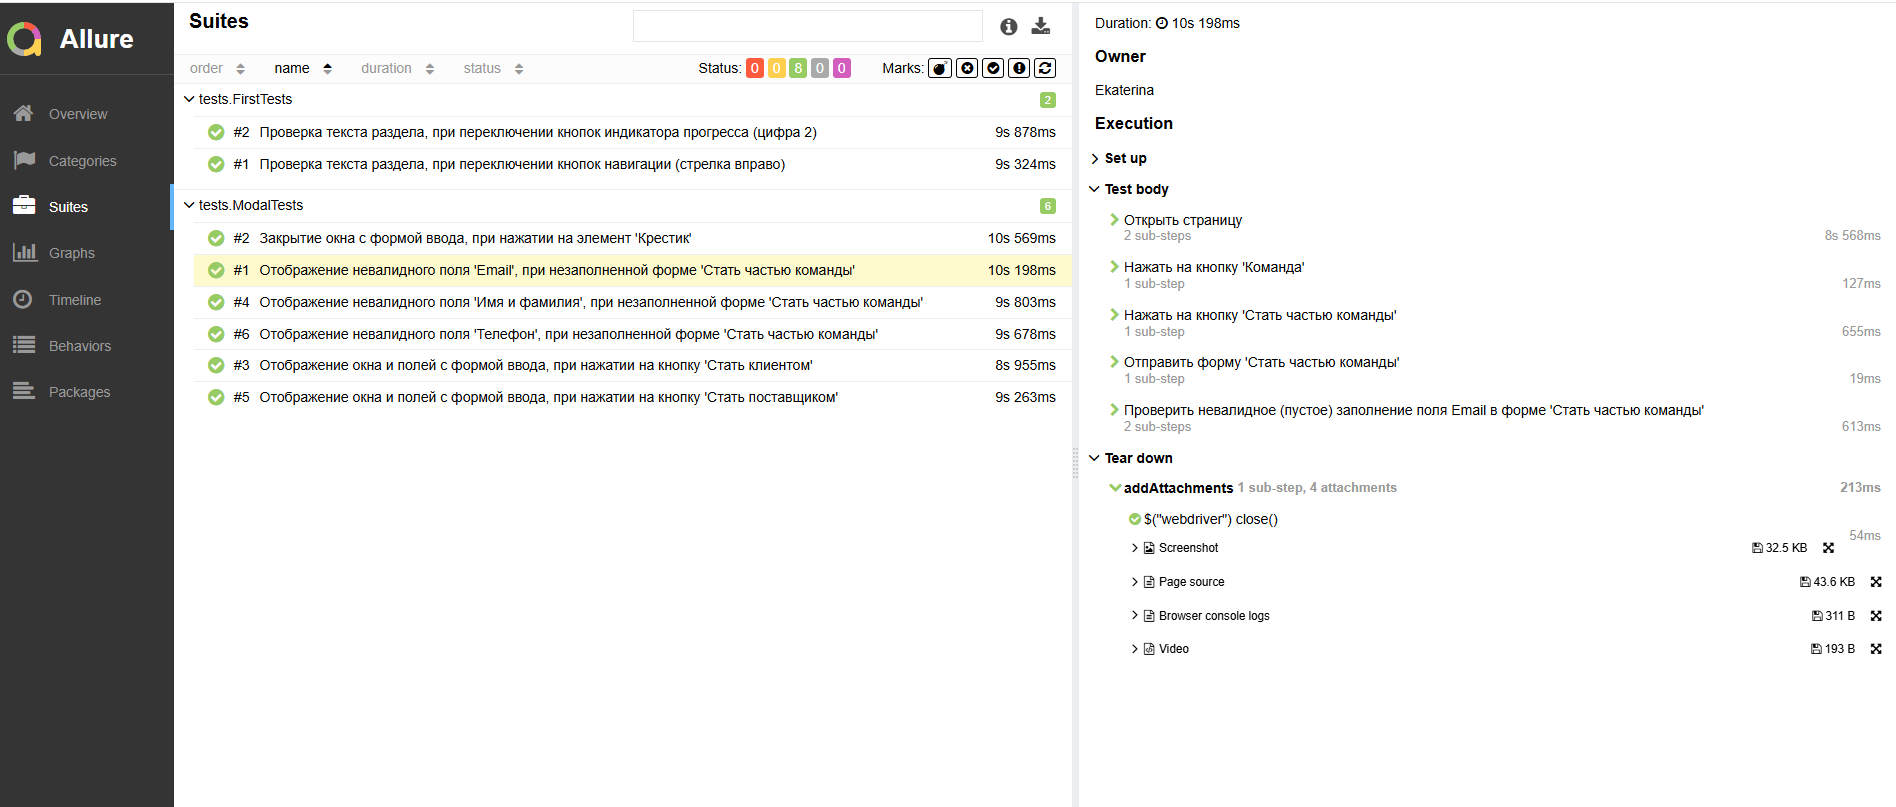 Allure
Overview
Categories
Suites
Graphs
Timeline
Behaviors
Packages
Suites
order name duration status Status: 0 0 8 0 0 Marks:
tests.FirstTests 2
#2 Проверка текста раздела, при переключении кнопок индикатора прогресса (цифра 2) 9s 878ms
#1 Проверка текста раздела, при переключении кнопок навигации (стрелка вправо) 9s 324ms
tests.ModalTests 6
#2 Закрытие окна с формой ввода, при нажатии на элемент 'Крестик' 10s 569ms
#1 Отображение невалидного поля 'Email', при незаполненной форме 'Стать частью команды' 10s 198ms
#4 Отображение невалидного поля 'Имя и фамилия', при незаполненной форме 'Стать частью команды' 9s 803ms
#6 Отображение невалидного поля 'Телефон', при незаполненной форме 'Стать частью команды' 9s 678ms
#3 Отображение окна и полей с формой ввода, при нажатии на кнопку 'Стать клиентом' 8s 955ms
#5 Отображение окна и полей с формой ввода, при нажатии на кнопку 'Стать поставщиком' 9s 263ms
Duration: 10s 198ms
Owner
Ekaterina
Execution
Set up
Test body
Открыть страницу
2 sub-steps 8s 568ms
Нажать на кнопку 'Команда'
1 sub-step 127ms
Нажать на кнопку 'Стать частью команды'
1 sub-step 655ms
Отправить форму 'Стать частью команды'
1 sub-step 19ms
Проверить невалидное (пустое) заполнение поля Email в форме 'Стать частью команды'
2 sub-steps 613ms
Tear down
addAttachments 1 sub-step, 4 attachments 213ms
$("webdriver") close()
54ms
Screenshot 32.5 KB
Page source 43.6 KB
Browser console logs 311 B
Video 193 B